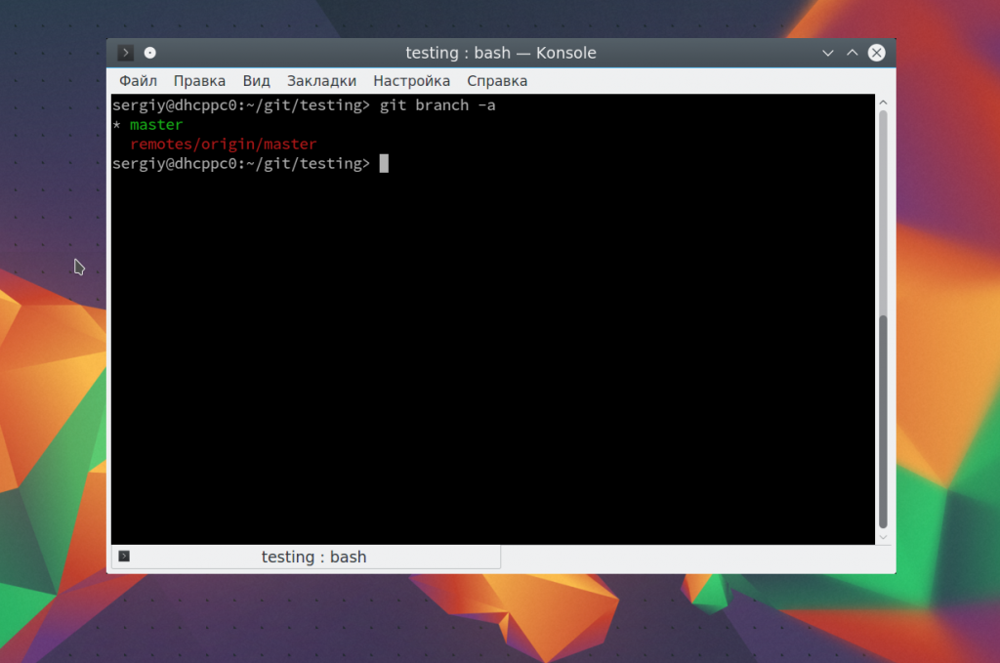 testing : bash — Konsole
Файл Правка Вид Закладки Настройка Справка
sergiy@dhcppc0:~/git/testing> git branch -a
* master
  remotes/origin/master
sergiy@dhcppc0:~/git/testing>
testing : bash